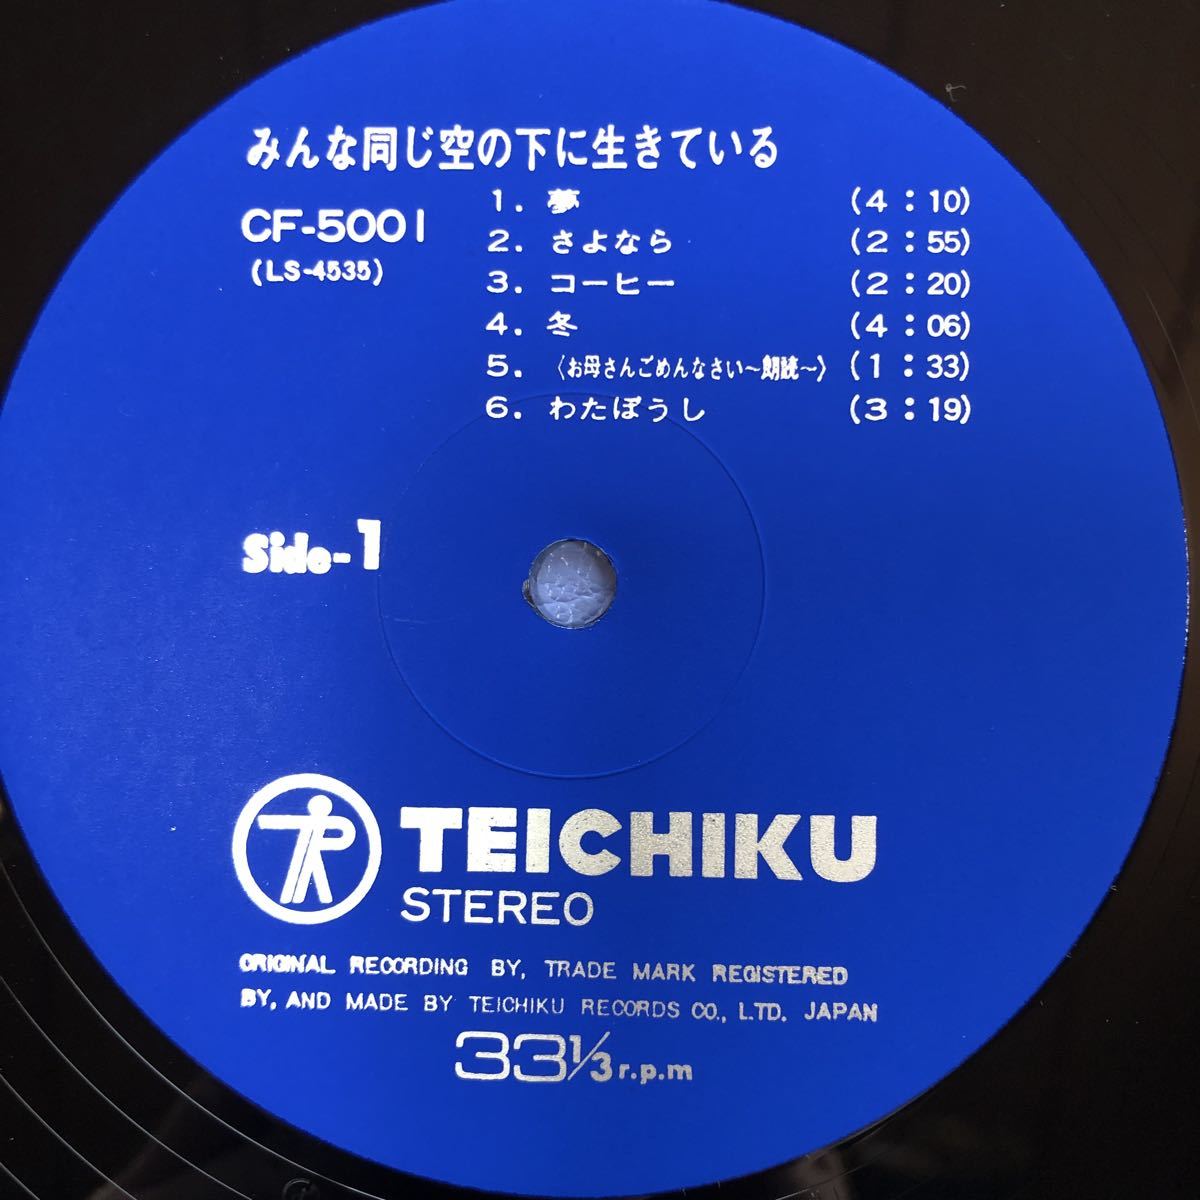 みんな同じ空の下に生きている
CF-5001
(LS-4535)
1. 夢 (4：10)
2. さよなら (2：55)
3. コーヒー (2：20)
4. 冬 (4：06)
5. 〈お母さんごめんなさい〜朗読〜〉 (1：33)
6. わたぼうし (3：19)
Side-1
TEICHIKU
STEREO
ORIGINAL RECORDING BY, TRADE MARK REGISTERED
BY, AND MADE BY TEICHIKU RECORDS CO., LTD. JAPAN
33 1/3 r.p.m